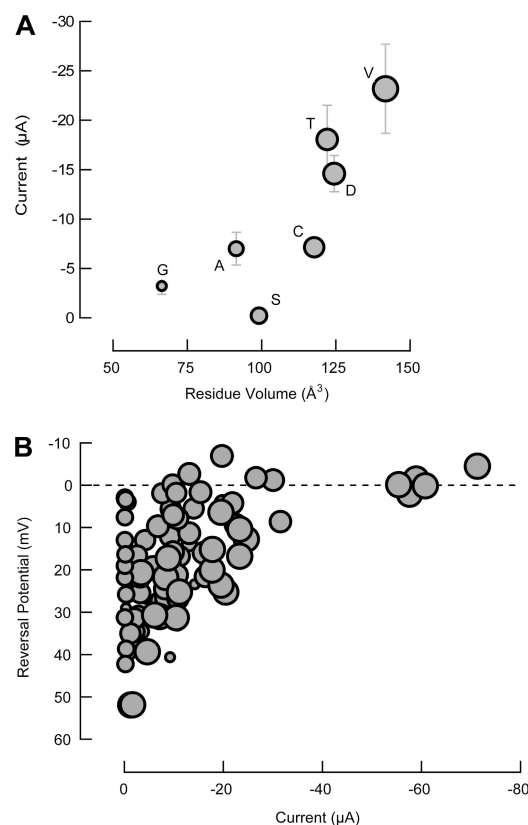 A
-30
-25
-20
-15
-10
-5
0
Current (µA)
V
T
D
C
G
A
S
50 75 100 125 150
Residue Volume (Å³)
B
-10
0
10
20
30
40
50
60
Reversal Potential (mV)
0 -20 -40 -60 -80
Current (µA)